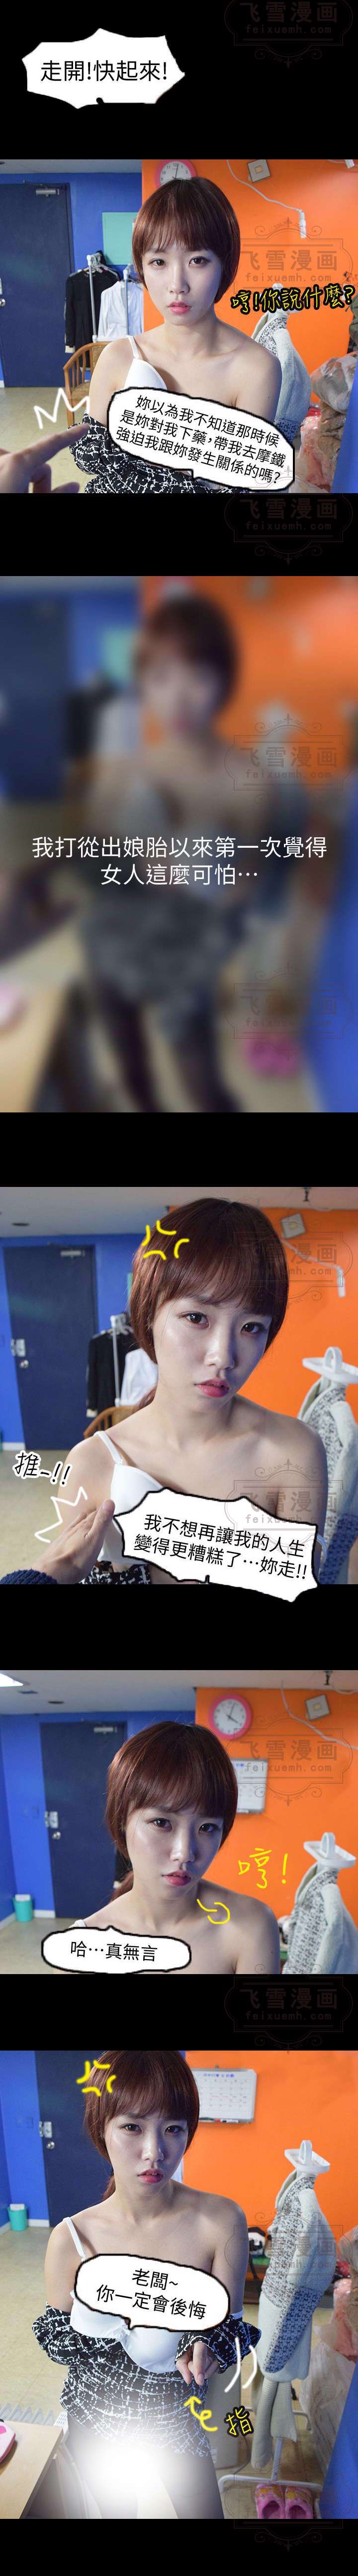 飞雪漫画
feixuemh.com
走開!快起來!
飞雪漫画
feixuemh.com
哼!你說什麼?
妳以為我不知道那時候
是妳對我下藥,帶我去摩鐵
強迫我跟妳發生關係的嗎?
飞雪漫画
feixuemh.com
飞雪漫画
feixuemh.com
我打從出娘胎以來第一次覺得
女人這麼可怕…
飞雪漫画
feixuemh.com
飞雪漫画
feixuemh.com
推~!!
飞雪漫画
feixuemh.com
我不想再讓我的人生
變得更糟糕了…妳走!!
飞雪漫画
feixuemh.com
哼!
哈…真無言
飞雪漫画
feixuemh.com
老闆~
你一定會後悔
指